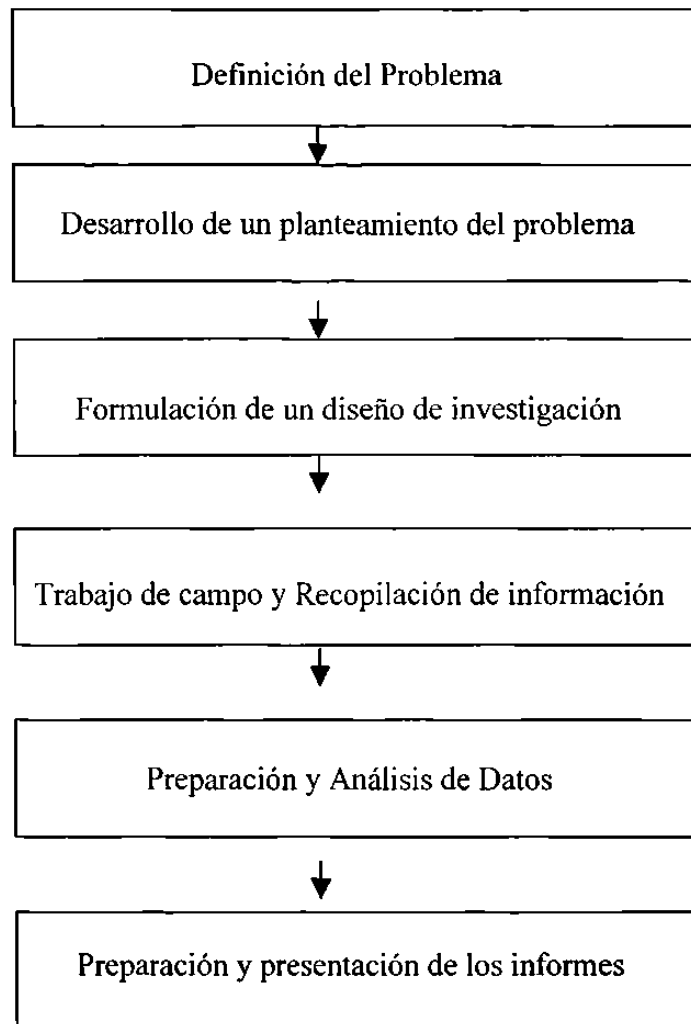 Definición del Problema
Desarrollo de un planteamiento del problema
Formulación de un diseño de investigación
Trabajo de campo y Recopilación de información
Preparación y Análisis de Datos
Preparación y presentación de los informes